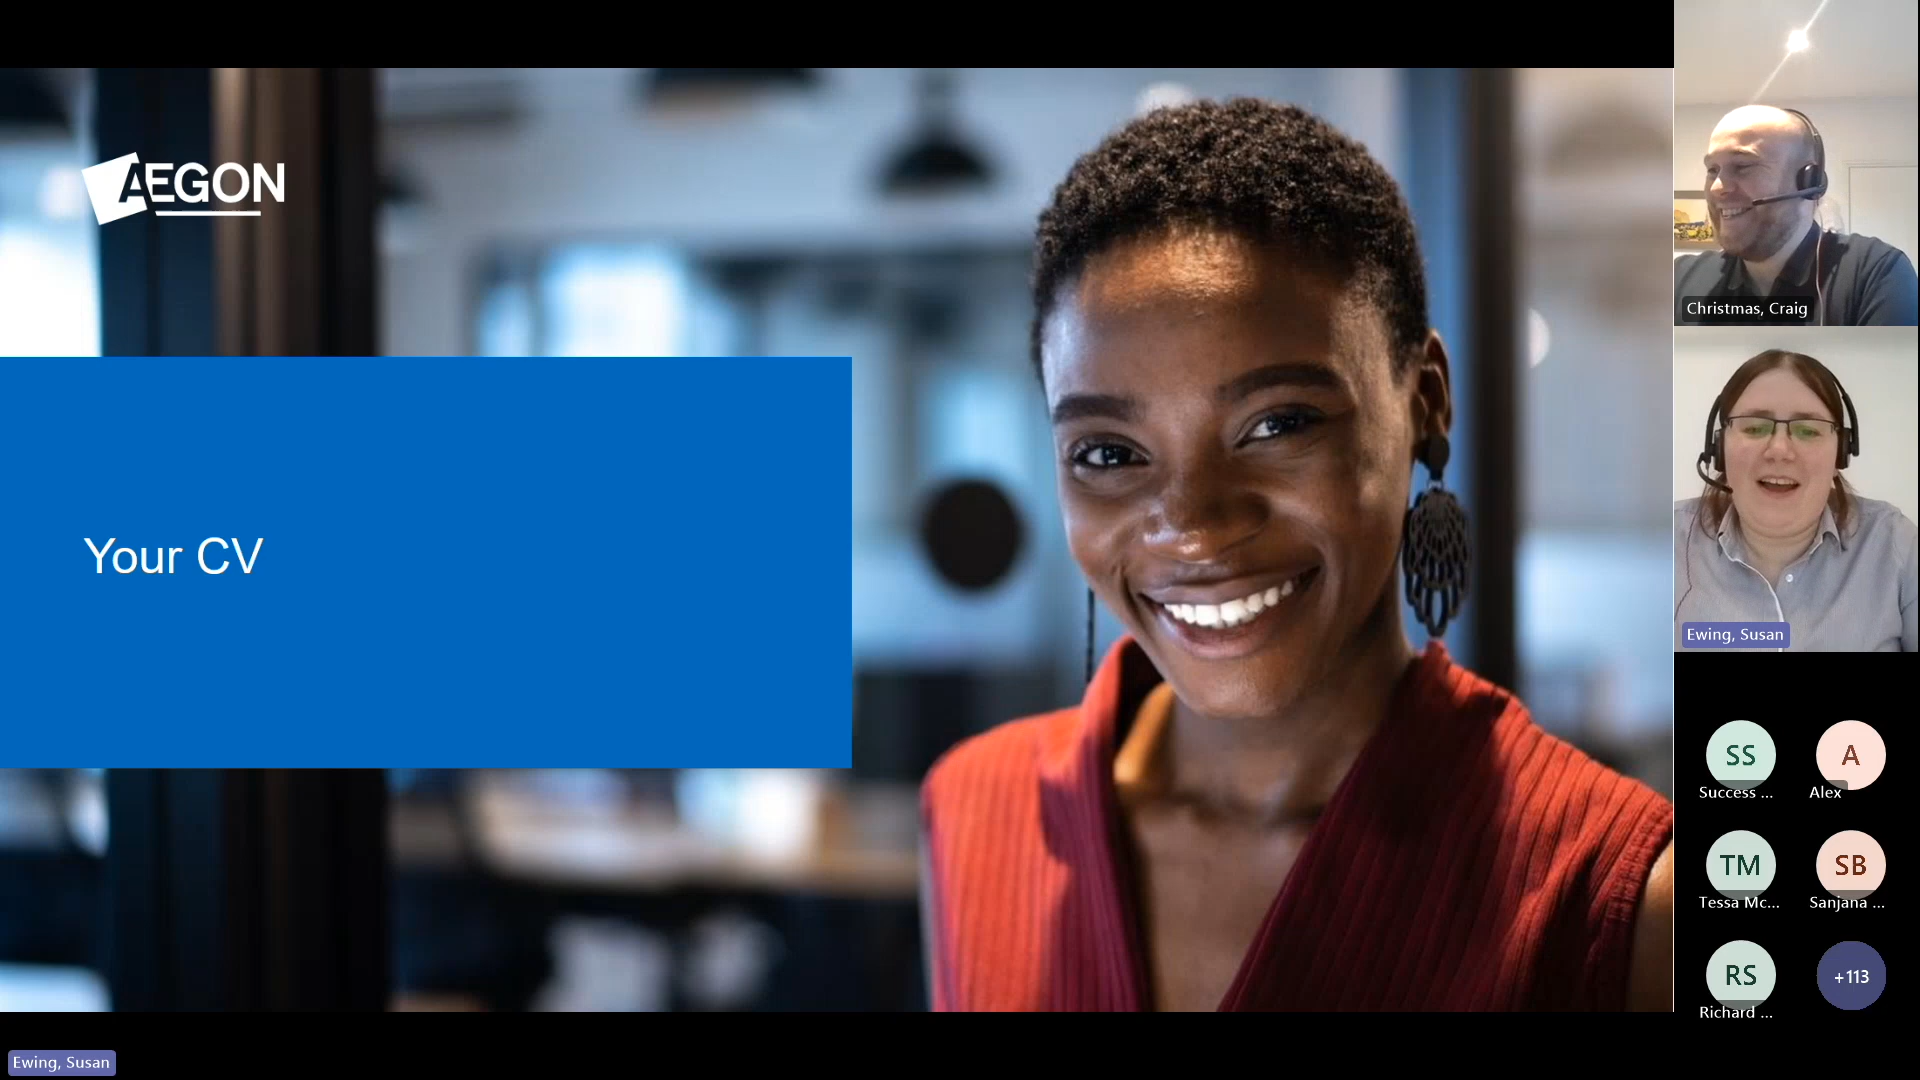 AEGON
Your CV
Christmas, Craig
Ewing, Susan
SS
Success ...
A
Alex
TM
Tessa Mc...
SB
Sanjana ...
RS
Richard ...
+113
Ewing, Susan